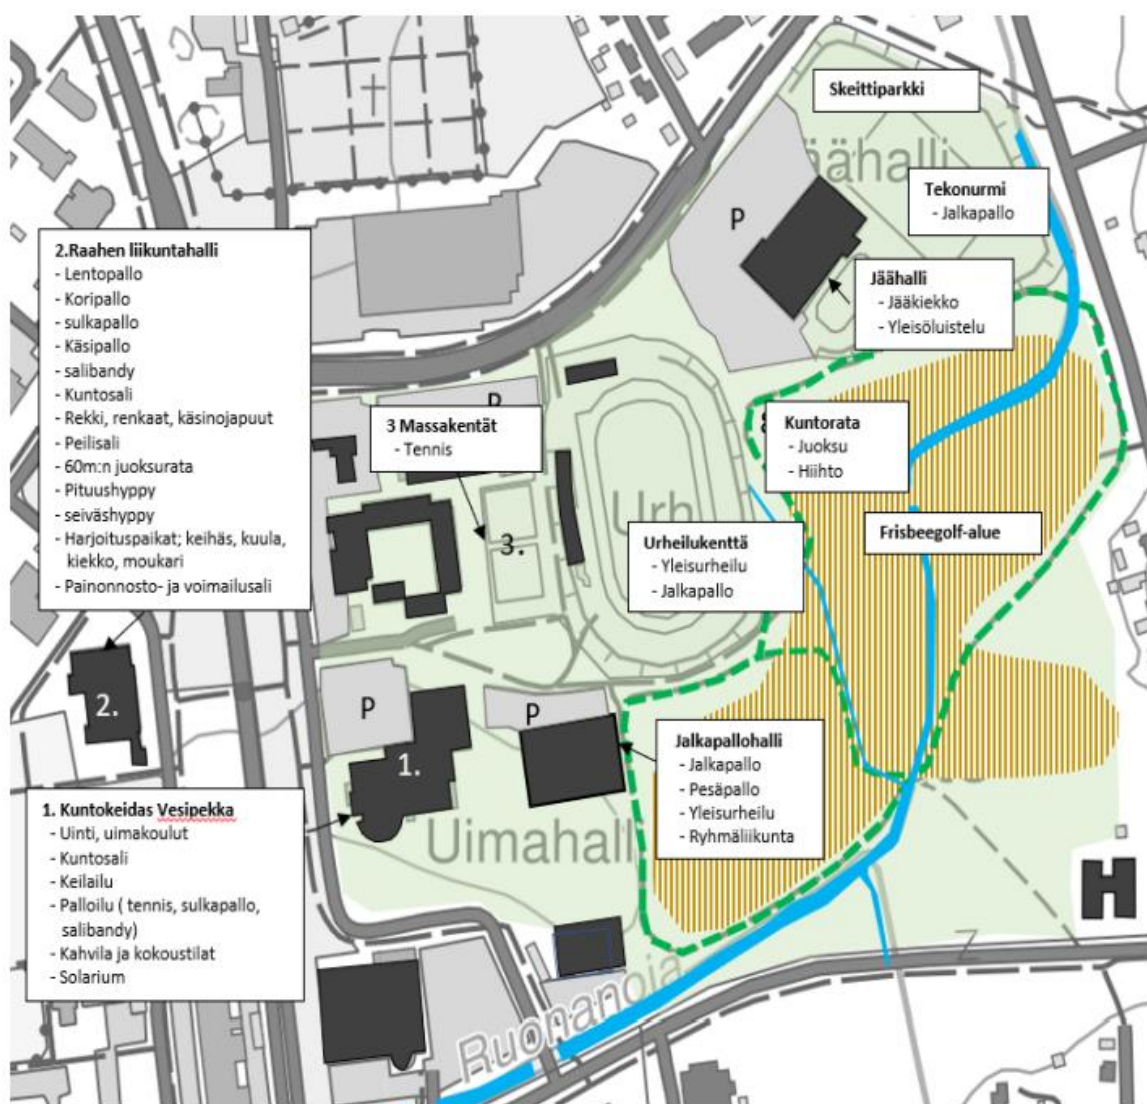 Skeittiparkki
äähalli
Tekonurmi
- Jalkapallo
P
2.Raahen liikuntahalli
- Lentopallo
- Koripallo
- sulkapallo
- Käsipallo
- salibandy
- Kuntosali
- Rekki, renkaat, käsinojapuut
- Peilisali
- 60m:n juoksurata
- Pituushyppy
- seiväshyppy
- Harjoituspaikat; keihäs, kuula,
kiekko, moukari
- Painonnosto- ja voimailusali
Jäähalli
- Jääkiekko
- Yleisöluistelu
3 Massakentät
- Tennis
Kuntorata
- Juoksu
- Hiihto
Urh
3.
Frisbeegolf-alue
Urheilukenttä
- Yleisurheilu
- Jalkapallo
2.
P
P
1.
Jalkapallohalli
- Jalkapallo
- Pesäpallo
- Yleisurheilu
- Ryhmäliikunta
1. Kuntokeidas Vesipekka
- Uinti, uimakoulut
- Kuntosali
- Keilailu
- Palloilu ( tennis, sulkapallo,
salibandy)
- Kahvila ja kokoustilat
- Solarium
Uimahall
Ruonanoja